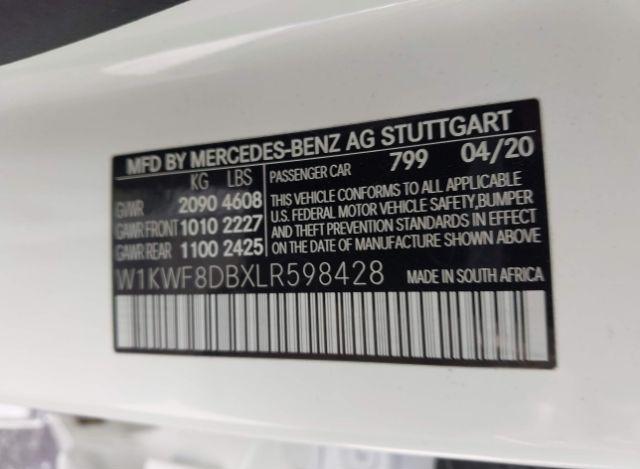 MFD BY MERCEDES-BENZ AG STUTTGART
KG LBS
GVWR 2090 4608
GAWR FRONT 1010 2227
GAWR REAR 1100 2425
PASSENGER CAR 799 04/20
THIS VEHICLE CONFORMS TO ALL APPLICABLE
U.S. FEDERAL MOTOR VEHICLE SAFETY,BUMPER
AND THEFT PREVENTION STANDARDS IN EFFECT
ON THE DATE OF MANUFACTURE SHOWN ABOVE
W1KWF8DBXLR598428 MADE IN SOUTH AFRICA